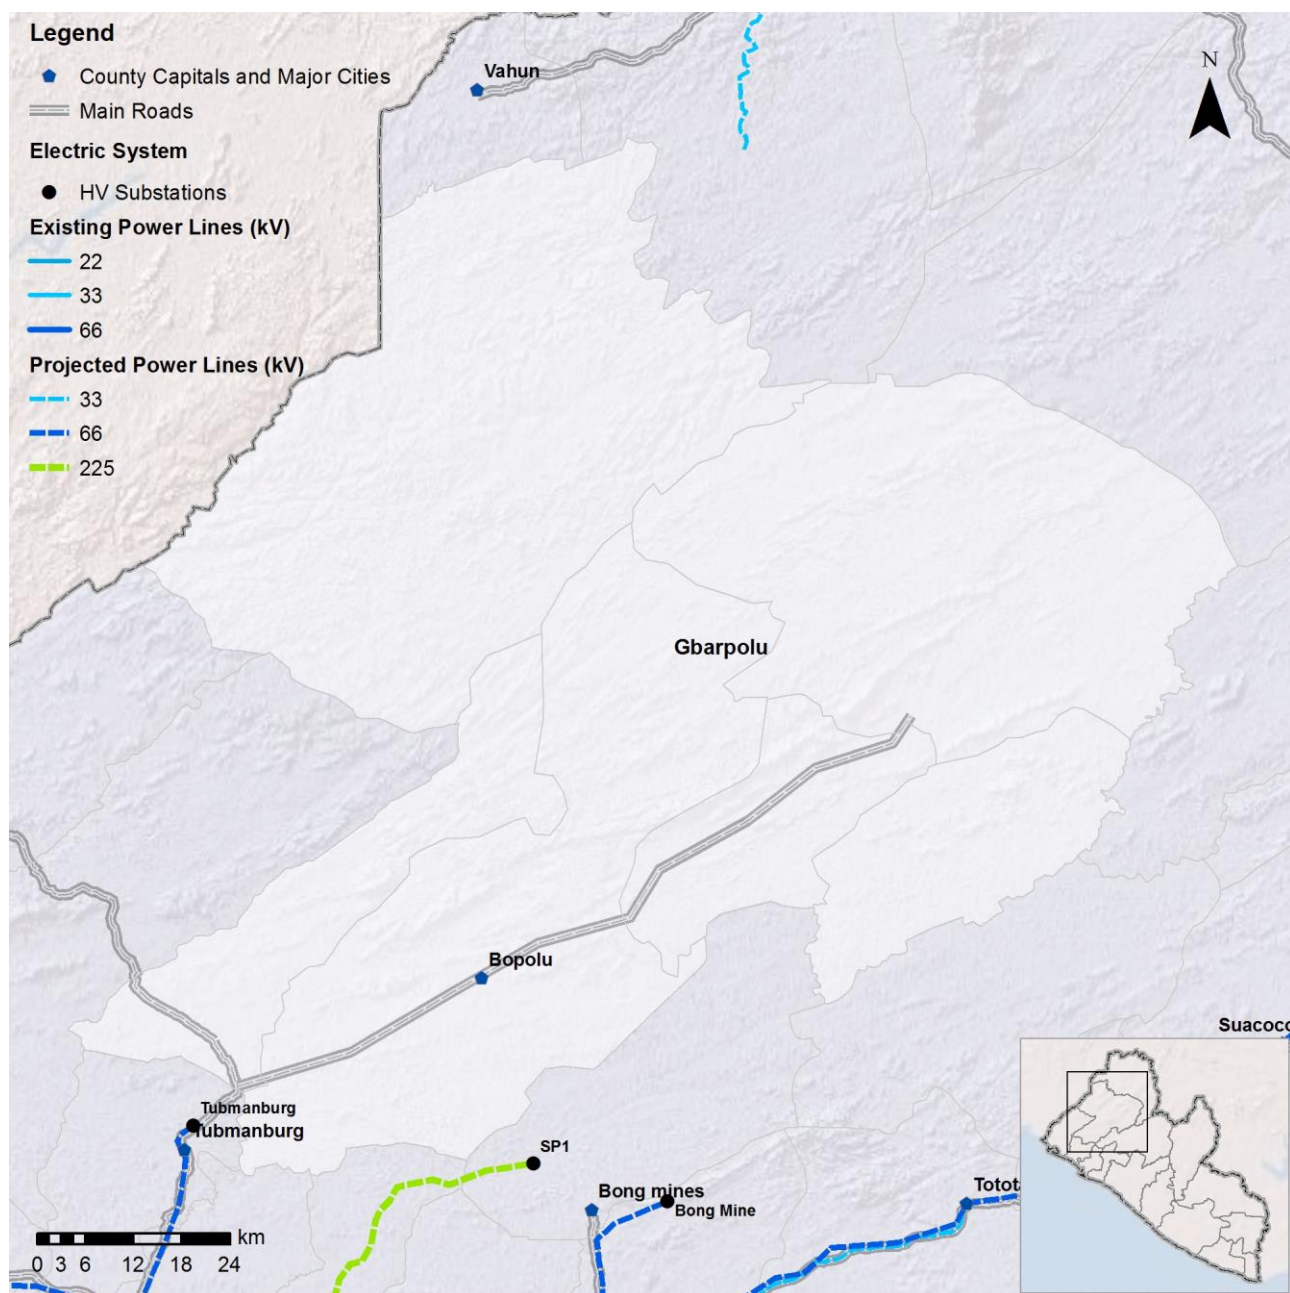 Legend
County Capitals and Major Cities
Main Roads
Electric System
HV Substations
Existing Power Lines (kV)
22
33
66
Projected Power Lines (kV)
33
66
225
Vahun
N
Gbarpolu
Bopolu
Suacoco
Tubmanburg
Tubmanburg
SP1
Bong mines
Bong Mine
Totota
0 3 6 12 18 24 km